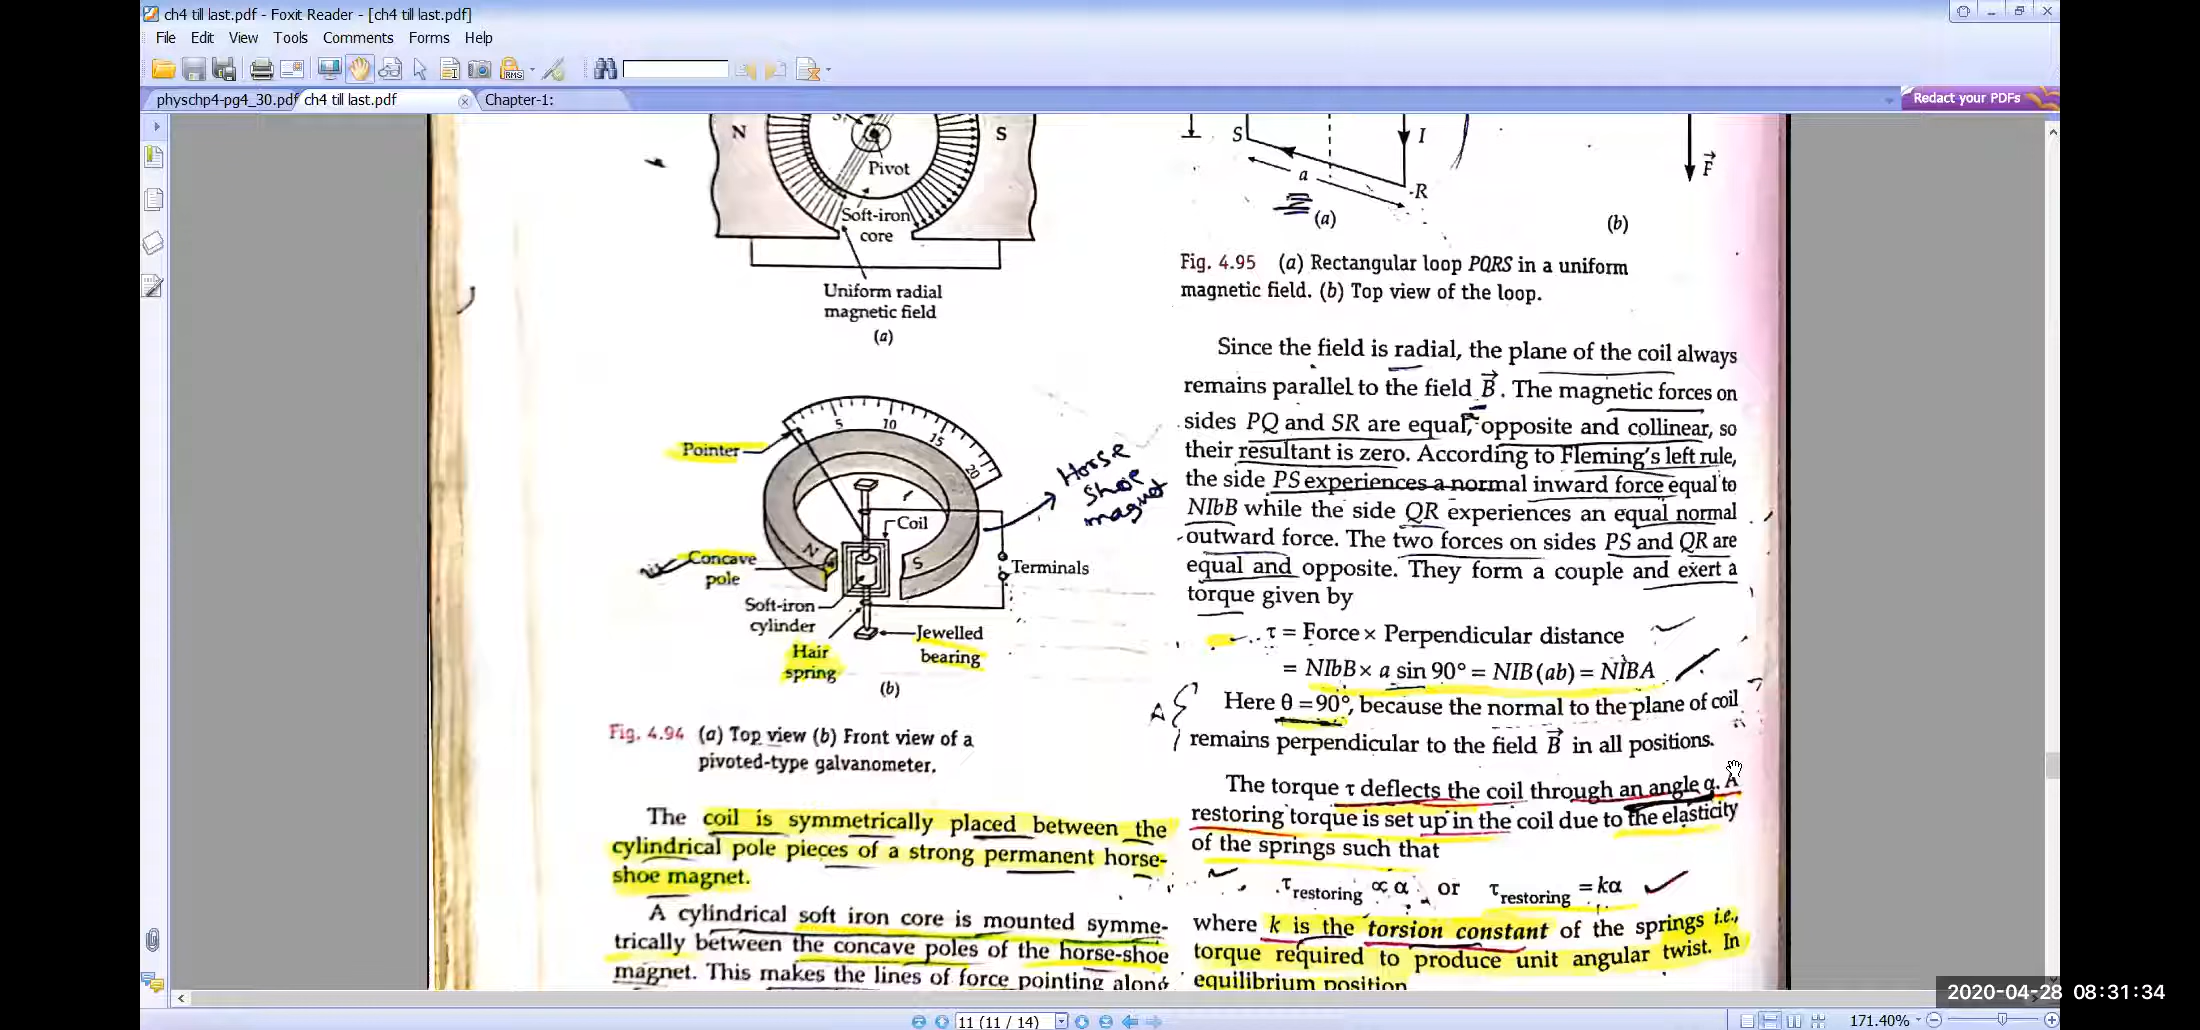 ch4 till last.pdf - Foxit Reader - [ch4 till last.pdf]
File Edit View Tools Comments Forms Help
physchp4-pg4_30.pdf ch4 till last.pdf Chapter-1:
Redact your PDFs
N
S
Pivot
Soft-iron
core
Uniform radial
magnetic field
(a)
Pointer
5
10
15
20
Horse
shoe
magnet
Coil
N
S
Concave
pole
Terminals
Soft-iron
cylinder
Jewelled
bearing
Hair
spring
(b)
Fig. 4.94 (a) Top view (b) Front view of a
pivoted-type galvanometer.
The coil is symmetrically placed between the
cylindrical pole pieces of a strong permanent horse-
shoe magnet.
A cylindrical soft iron core is mounted symme-
trically between the concave poles of the horse-shoe
magnet. This makes the lines of force pointing along
S
I
a
R
(a)
F⃗
(b)
Fig. 4.95 (a) Rectangular loop PQRS in a uniform
magnetic field. (b) Top view of the loop.
Since the field is radial, the plane of the coil always
remains parallel to the field B⃗. The magnetic forces on
sides PQ and SR are equal, opposite and collinear, so
their resultant is zero. According to Fleming's left rule,
the side PS experiences a normal inward force equal to
NIbB while the side QR experiences an equal normal
outward force. The two forces on sides PS and QR are
equal and opposite. They form a couple and exert a
torque given by
τ = Force × Perpendicular distance
= NIbB × a sin 90° = NIB (ab) = NIBA
A
Here θ = 90°, because the normal to the plane of coil
remains perpendicular to the field B⃗ in all positions.
The torque τ deflects the coil through an angle α. A
restoring torque is set up in the coil due to the elasticity
of the springs such that
τrestoring ∝ α or τrestoring = kα
where k is the torsion constant of the springs i.e.,
torque required to produce unit angular twist. In
equilibrium position
2020-04-28 08:31:34
11 (11 / 14)
171.40%